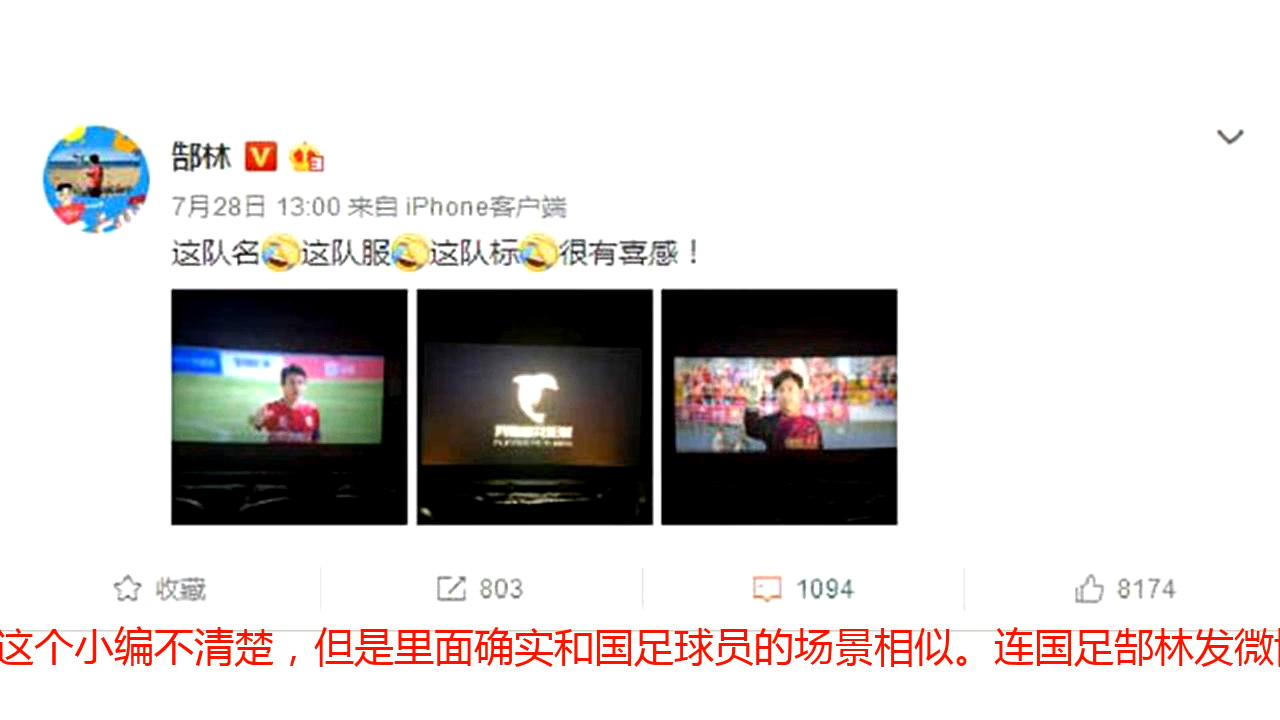 郜林
7月28日 13:00 来自 iPhone客户端
这队名这队服这队标很有喜感！
收藏
803
1094
8174
这个小编不清楚，但是里面确实和国足球员的场景相似。连国足郜林发微